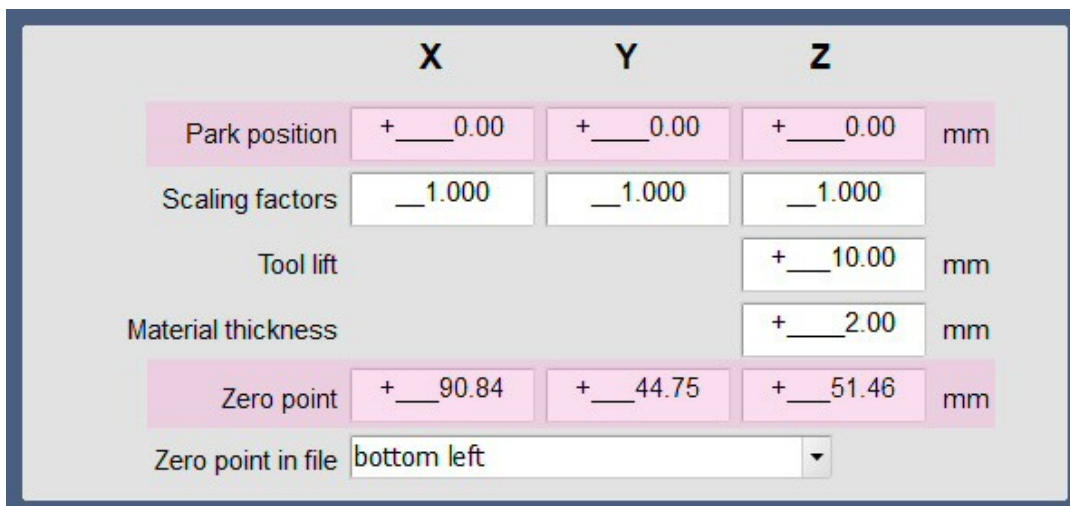 X Y Z
Park position +____0.00 +____0.00 +____0.00 mm
Scaling factors __1.000 __1.000 __1.000
Tool lift +___10.00 mm
Material thickness +____2.00 mm
Zero point +___90.84 +___44.75 +___51.46 mm
Zero point in file bottom left